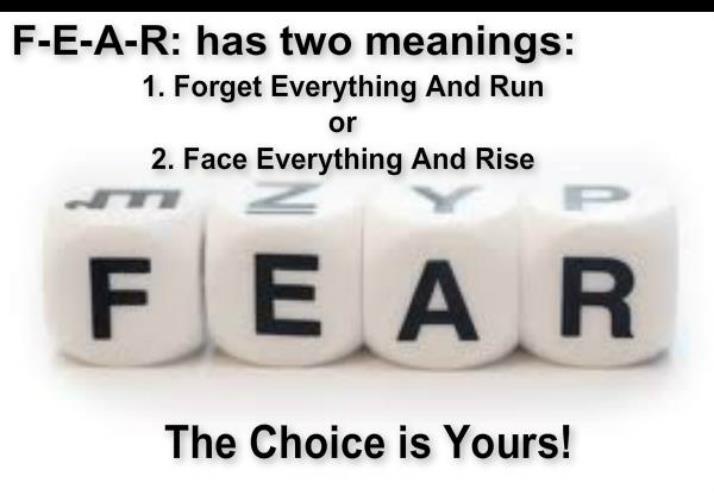 F-E-A-R: has two meanings:
1. Forget Everything And Run
or
2. Face Everything And Rise
Z Y P
F E A R
The Choice is Yours!